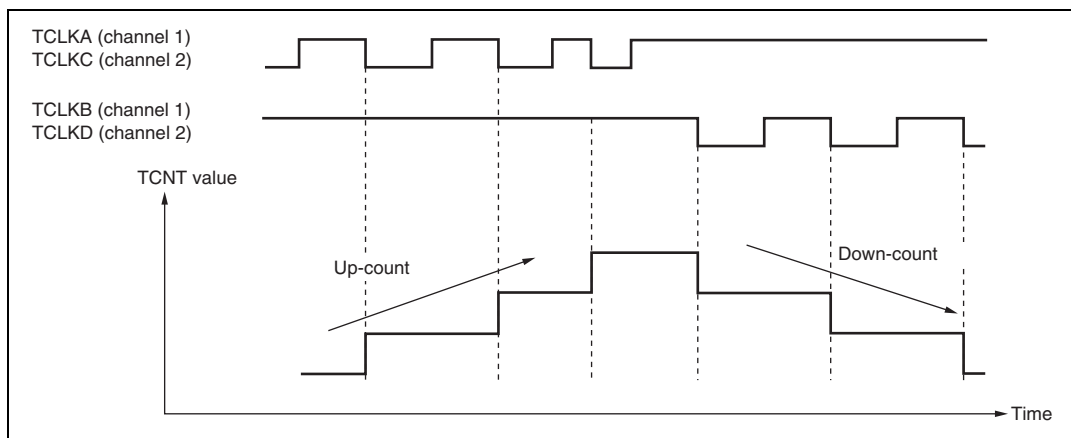 TCLKA (channel 1)
TCLKC (channel 2)
TCLKB (channel 1)
TCLKD (channel 2)
TCNT value
Up-count
Down-count
Time